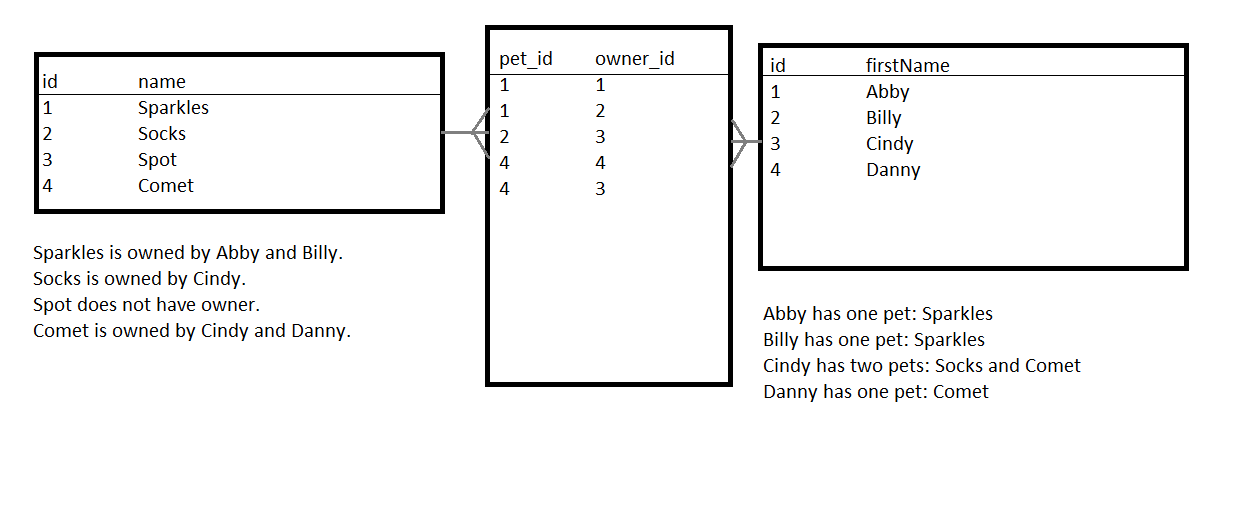 id name
1 Sparkles
2 Socks
3 Spot
4 Comet
Sparkles is owned by Abby and Billy.
Socks is owned by Cindy.
Spot does not have owner.
Comet is owned by Cindy and Danny.
pet_id owner_id
1 1
1 2
2 3
4 4
4 3
id firstName
1 Abby
2 Billy
3 Cindy
4 Danny
Abby has one pet: Sparkles
Billy has one pet: Sparkles
Cindy has two pets: Socks and Comet
Danny has one pet: Comet